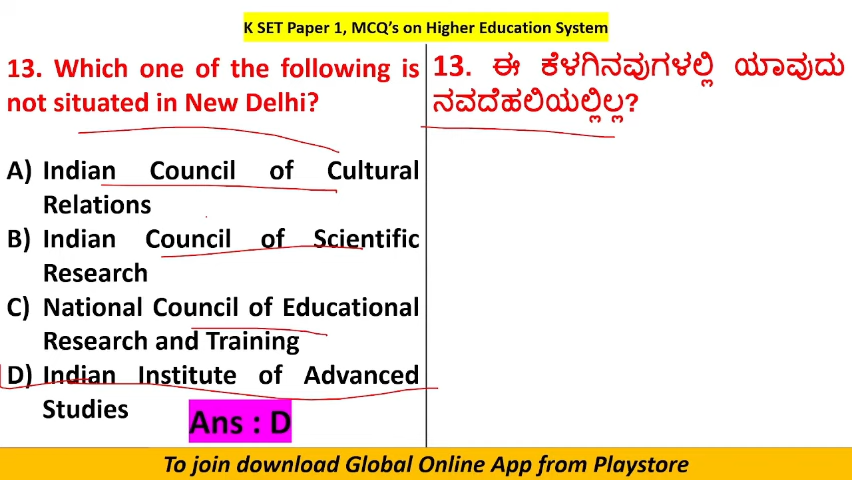 K SET Paper 1, MCQ’s on Higher Education System
13. Which one of the following is
not situated in New Delhi?
A) Indian Council of Cultural
Relations
B) Indian Council of Scientific
Research
C) National Council of Educational
Research and Training
D) Indian Institute of Advanced
Studies
Ans : D
13. ಈ ಕೆಳಗಿನವುಗಳಲ್ಲಿ ಯಾವುದು
ನವದೆಹಲಿಯಲ್ಲಿಲ್ಲ?
To join download Global Online App from Playstore